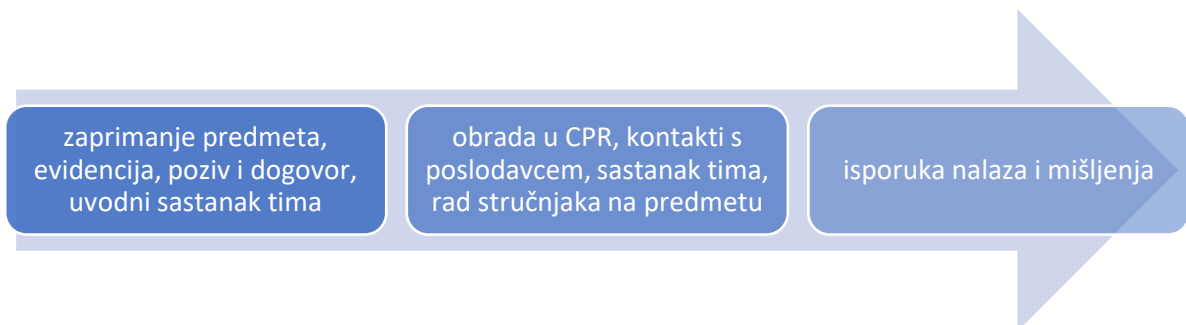 zaprimanje predmeta,
evidencija, poziv i dogovor,
uvodni sastanak tima
obrada u CPR, kontakti s
poslodavcem, sastanak tima,
rad stručnjaka na predmetu
isporuka nalaza i mišljenja